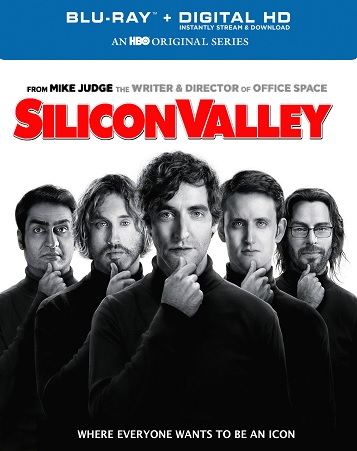 BLU-RAY + DIGITAL HD
INSTANTLY STREAM & DOWNLOAD
AN HBO ORIGINAL SERIES
FROM MIKE JUDGE THE WRITER & DIRECTOR OF OFFICE SPACE
SILICON VALLEY
WHERE EVERYONE WANTS TO BE AN ICON